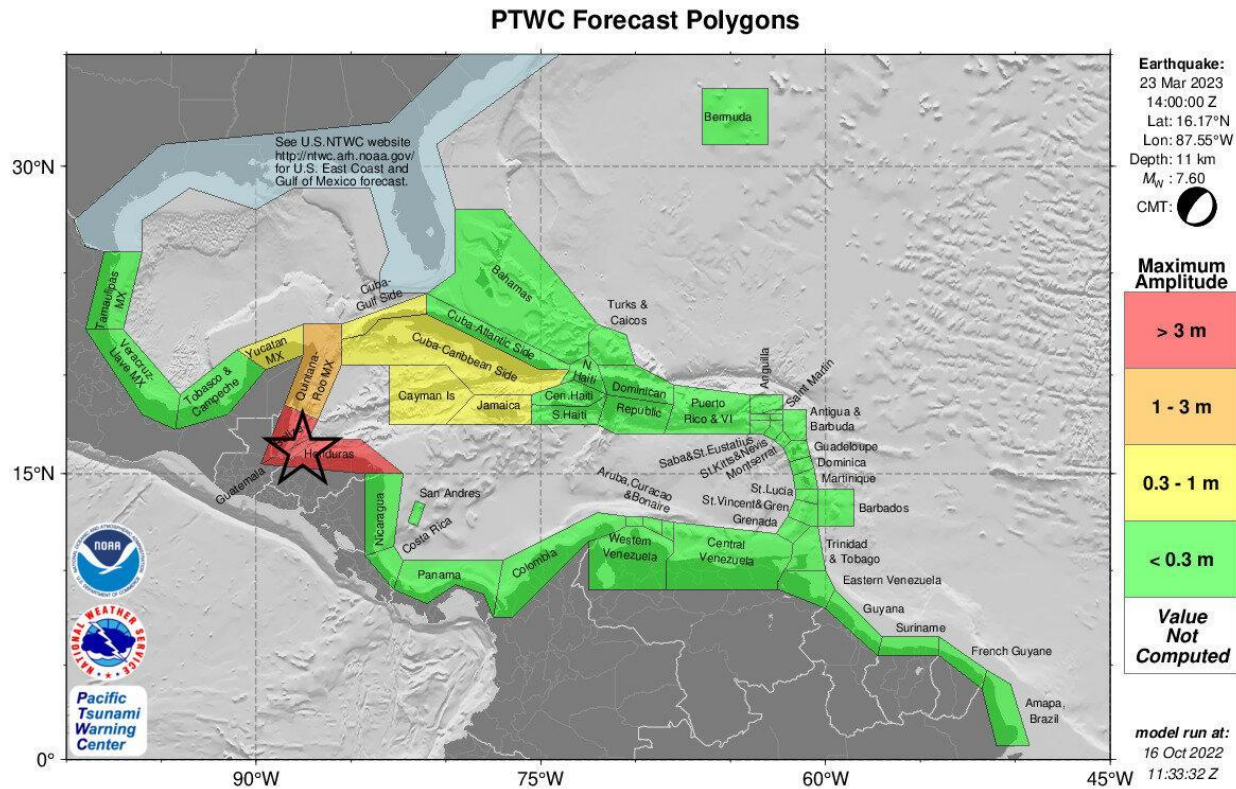 PTWC Forecast Polygons
Earthquake:
23 Mar 2023
14:00:00 Z
Lat: 16.17°N
Lon: 87.55°W
Depth: 11 km
Mw : 7.60
CMT:
Maximum
Amplitude
> 3 m
1 - 3 m
0.3 - 1 m
< 0.3 m
Value
Not
Computed
model run at:
16 Oct 2022
11:33:32 Z
See U.S.NTWC website
http://ntwc.arh.noaa.gov/
for U.S. East Coast and
Gulf of Mexico forecast.
Bermuda
Bahamas
Turks &
Caicos
Cuba-
Gulf Side
Cuba-Atlantic Side
Cuba-Caribbean Side
Tamaulipas
MX
Veracruz
Llave MX
Tobasco &
Campeche
Yucatan
MX
Quintana-
Roo MX
Cayman Is
Jamaica
N.
Haiti
Cen.Haiti
S.Haiti
Dominican
Republic
Puerto
Rico & VI
Anguilla
Saint Martin
Antigua &
Barbuda
Saba&St.Eustatius
St.Kitts&Nevis
Montserrat
Guadeloupe
Dominica
Martinique
St.Lucia
St.Vincent&Gren
Barbados
Grenada
Guatemala
Honduras
Nicaragua
San Andres
Costa Rica
Panama
Colombia
Aruba,Curacao
&Bonaire
Western
Venezuela
Central
Venezuela
Trinidad
& Tobago
Eastern Venezuela
Guyana
Suriname
French Guyane
Amapa,
Brazil
30°N
15°N
0°
90°W
75°W
60°W
45°W
NOAA
NATIONAL WEATHER SERVICE
Pacific
Tsunami
Warning
Center